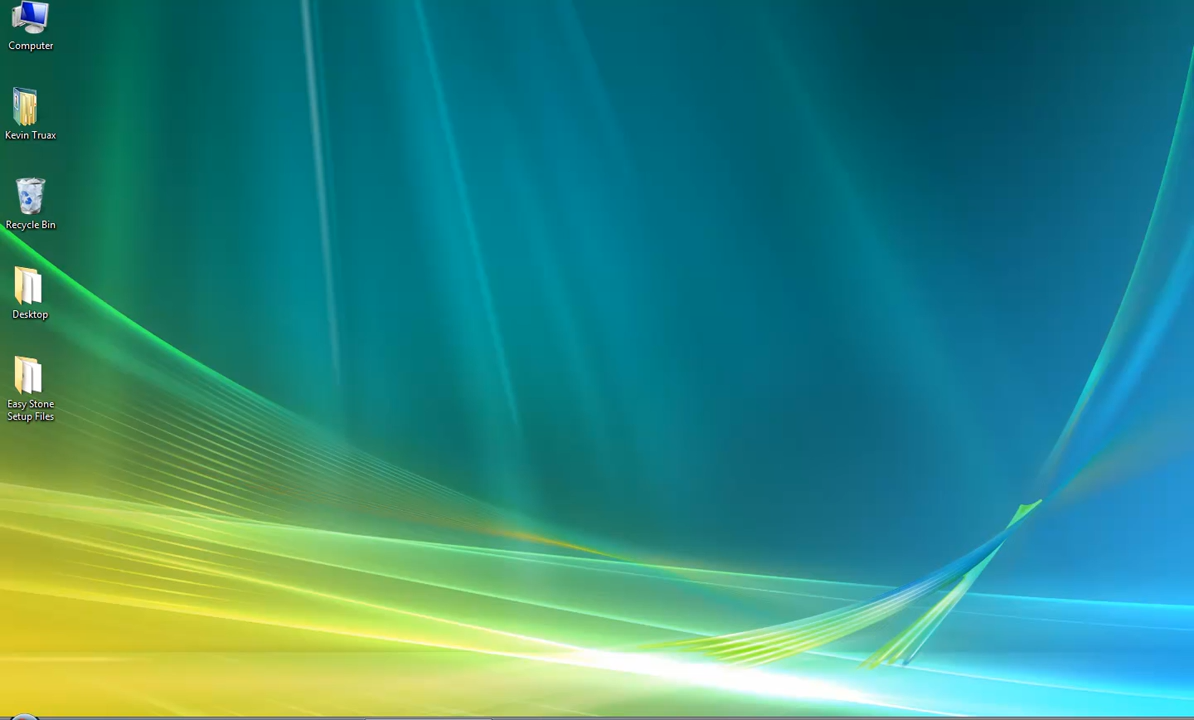 Computer
Kevin Truax
Recycle Bin
Desktop
Easy Stone
Setup Files